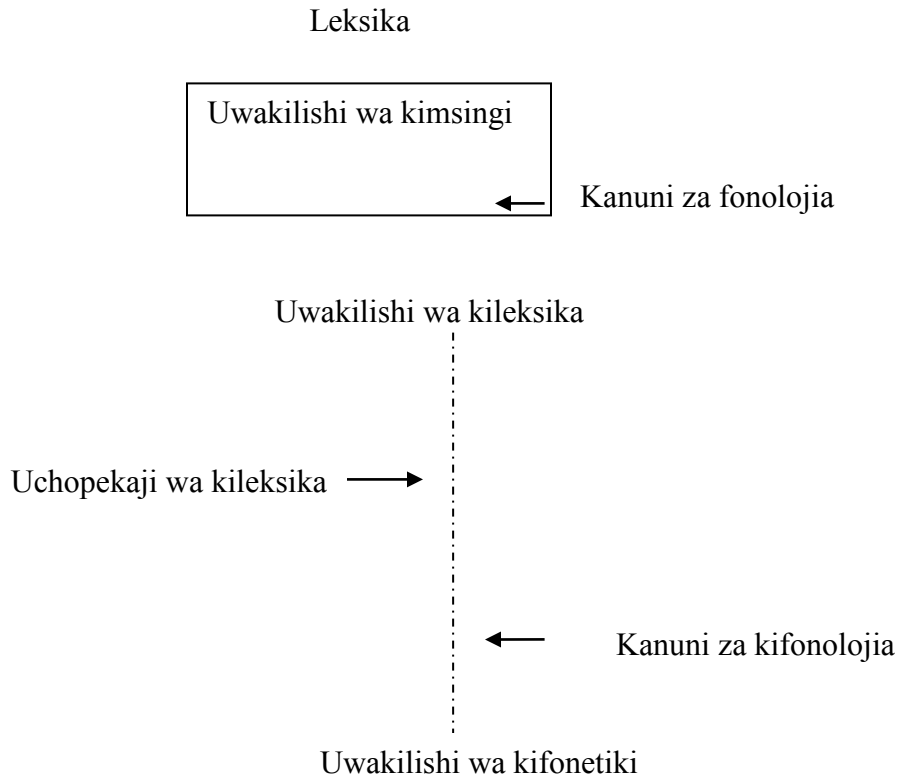 Leksika
Uwakilishi wa kimsingi
Kanuni za fonolojia
Uwakilishi wa kileksika
Uchopekaji wa kileksika
Kanuni za kifonolojia
Uwakilishi wa kifonetiki